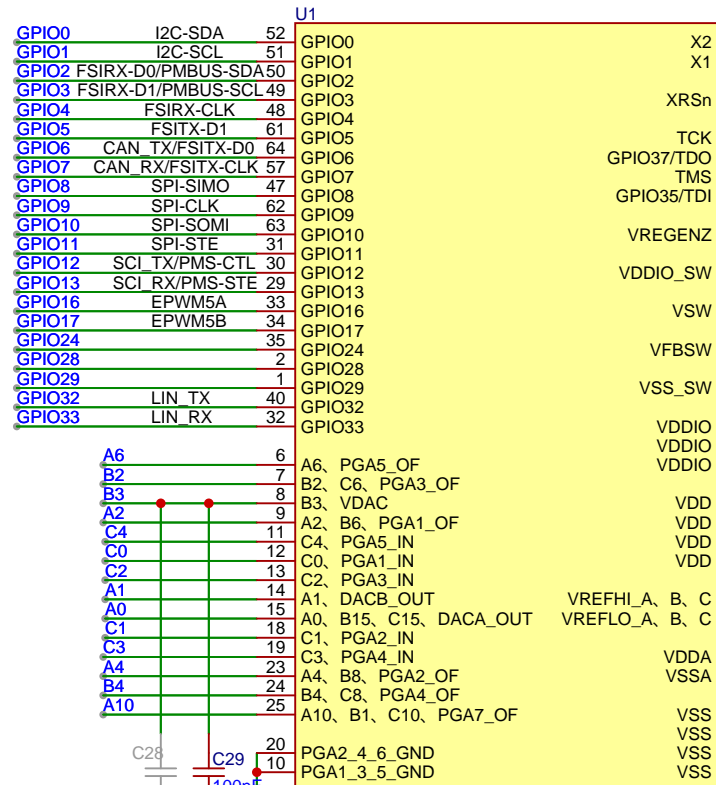 U1
GPIO0 I2C-SDA 52 GPIO0 X2
GPIO1 I2C-SCL 51 GPIO1 X1
GPIO2 FSIRX-D0/PMBUS-SDA 50 GPIO2
GPIO3 FSIRX-D1/PMBUS-SCL 49 GPIO3 XRSn
GPIO4 FSIRX-CLK 48 GPIO4
GPIO5 FSITX-D1 61 GPIO5 TCK
GPIO6 CAN_TX/FSITX-D0 64 GPIO6 GPIO37/TDO
GPIO7 CAN_RX/FSITX-CLK 57 GPIO7 TMS
GPIO8 SPI-SIMO 47 GPIO8 GPIO35/TDI
GPIO9 SPI-CLK 62 GPIO9
GPIO10 SPI-SOMI 63 GPIO10 VREGENZ
GPIO11 SPI-STE 31 GPIO11
GPIO12 SCI_TX/PMS-CTL 30 GPIO12 VDDIO_SW
GPIO13 SCI_RX/PMS-STE 29 GPIO13
GPIO16 EPWM5A 33 GPIO16 VSW
GPIO17 EPWM5B 34 GPIO17
GPIO24 35 GPIO24 VFBSW
GPIO28 2 GPIO28
GPIO29 1 GPIO29 VSS_SW
GPIO32 LIN_TX 40 GPIO32
GPIO33 LIN_RX 32 GPIO33 VDDIO
VDDIO
A6 6 A6、PGA5_OF VDDIO
B2 7 B2、C6、PGA3_OF
B3 8 B3、VDAC VDD
A2 9 A2、B6、PGA1_OF VDD
C4 11 C4、PGA5_IN VDD
C0 12 C0、PGA1_IN VDD
C2 13 C2、PGA3_IN
A1 14 A1、DACB_OUT VREFHI_A、B、C
A0 15 A0、B15、C15、DACA_OUT VREFLO_A、B、C
C1 18 C1、PGA2_IN
C3 19 C3、PGA4_IN VDDA
A4 23 A4、B8、PGA2_OF VSSA
B4 24 B4、C8、PGA4_OF
A10 25 A10、B1、C10、PGA7_OF VSS
VSS
C28 C29 20 PGA2_4_6_GND VSS
10 PGA1_3_5_GND VSS
100nF